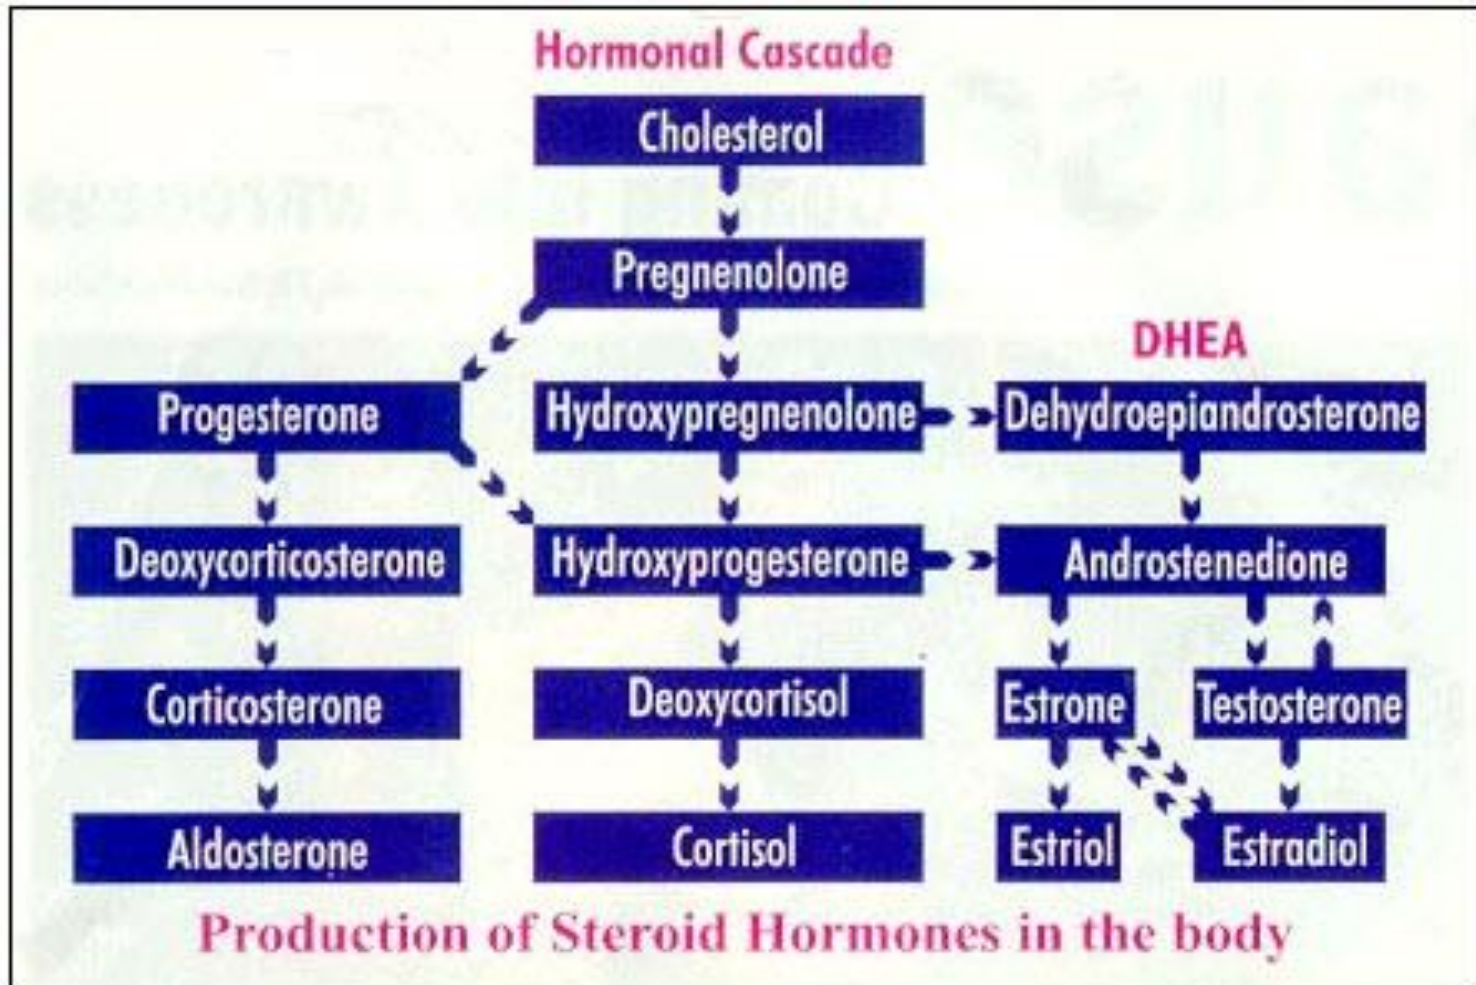 Hormonal Cascade
Cholesterol
Pregnenolone
DHEA
Progesterone
Hydroxypregnenolone
Dehydroepiandrosterone
Deoxycorticosterone
Hydroxyprogesterone
Androstenedione
Corticosterone
Deoxycortisol
Estrone
Testosterone
Aldosterone
Cortisol
Estriol
Estradiol
Production of Steroid Hormones in the body